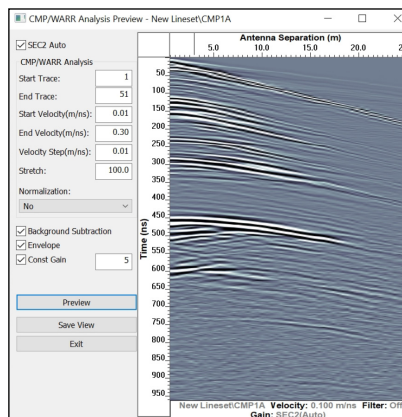 CMP/WARR Analysis Preview - New Lineset\CMP1A
SEC2 Auto
CMP/WARR Analysis
Start Trace: 1
End Trace: 51
Start Velocity(m/ns): 0.01
End Velocity(m/ns): 0.30
Velocity Step(m/ns): 0.01
Stretch: 100.0
Normalization:
No
Background Subtraction
Envelope
Const Gain 5
Preview
Save View
Exit
Antenna Separation (m)
5.0 10.0 15.0 20.0
Time (ns)
50
100
150
200
250
300
350
400
450
500
550
600
650
700
750
800
850
900
950
New Lineset\CMP1A Velocity: 0.100 m/ns Filter: Off
Gain: SEC2(Auto)